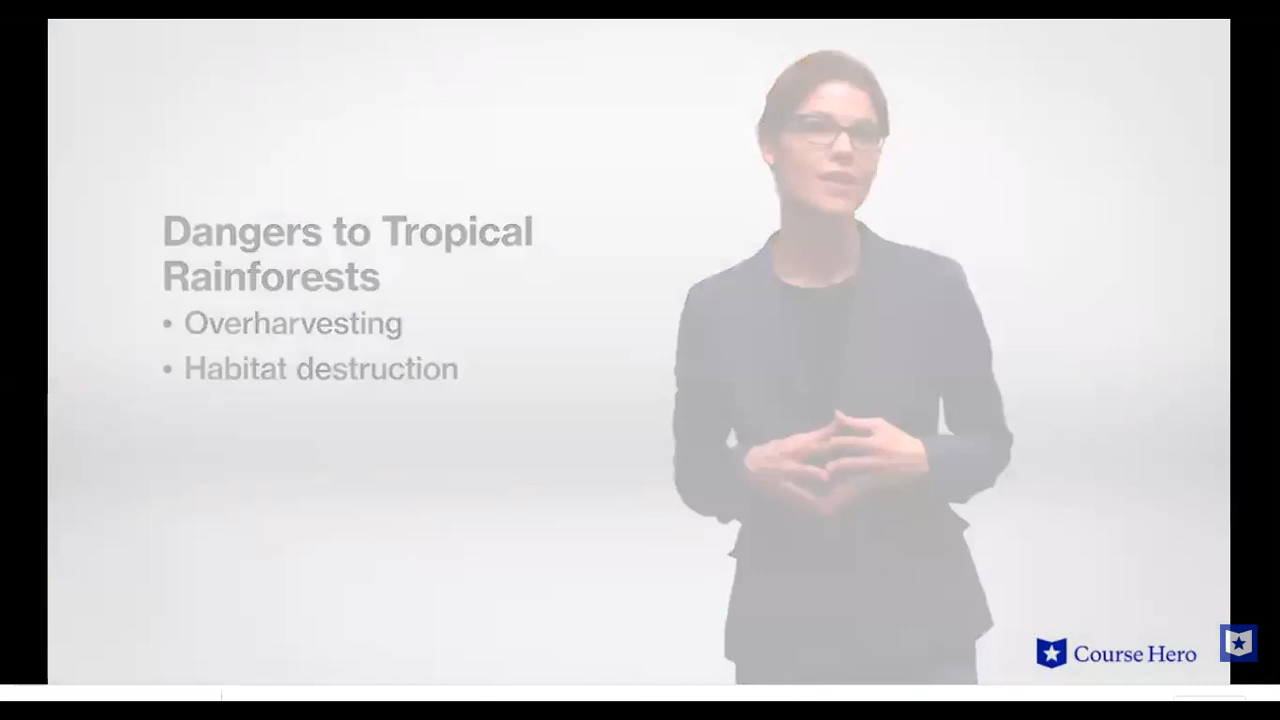 Dangers to Tropical
Rainforests
• Overharvesting
• Habitat destruction
Course Hero